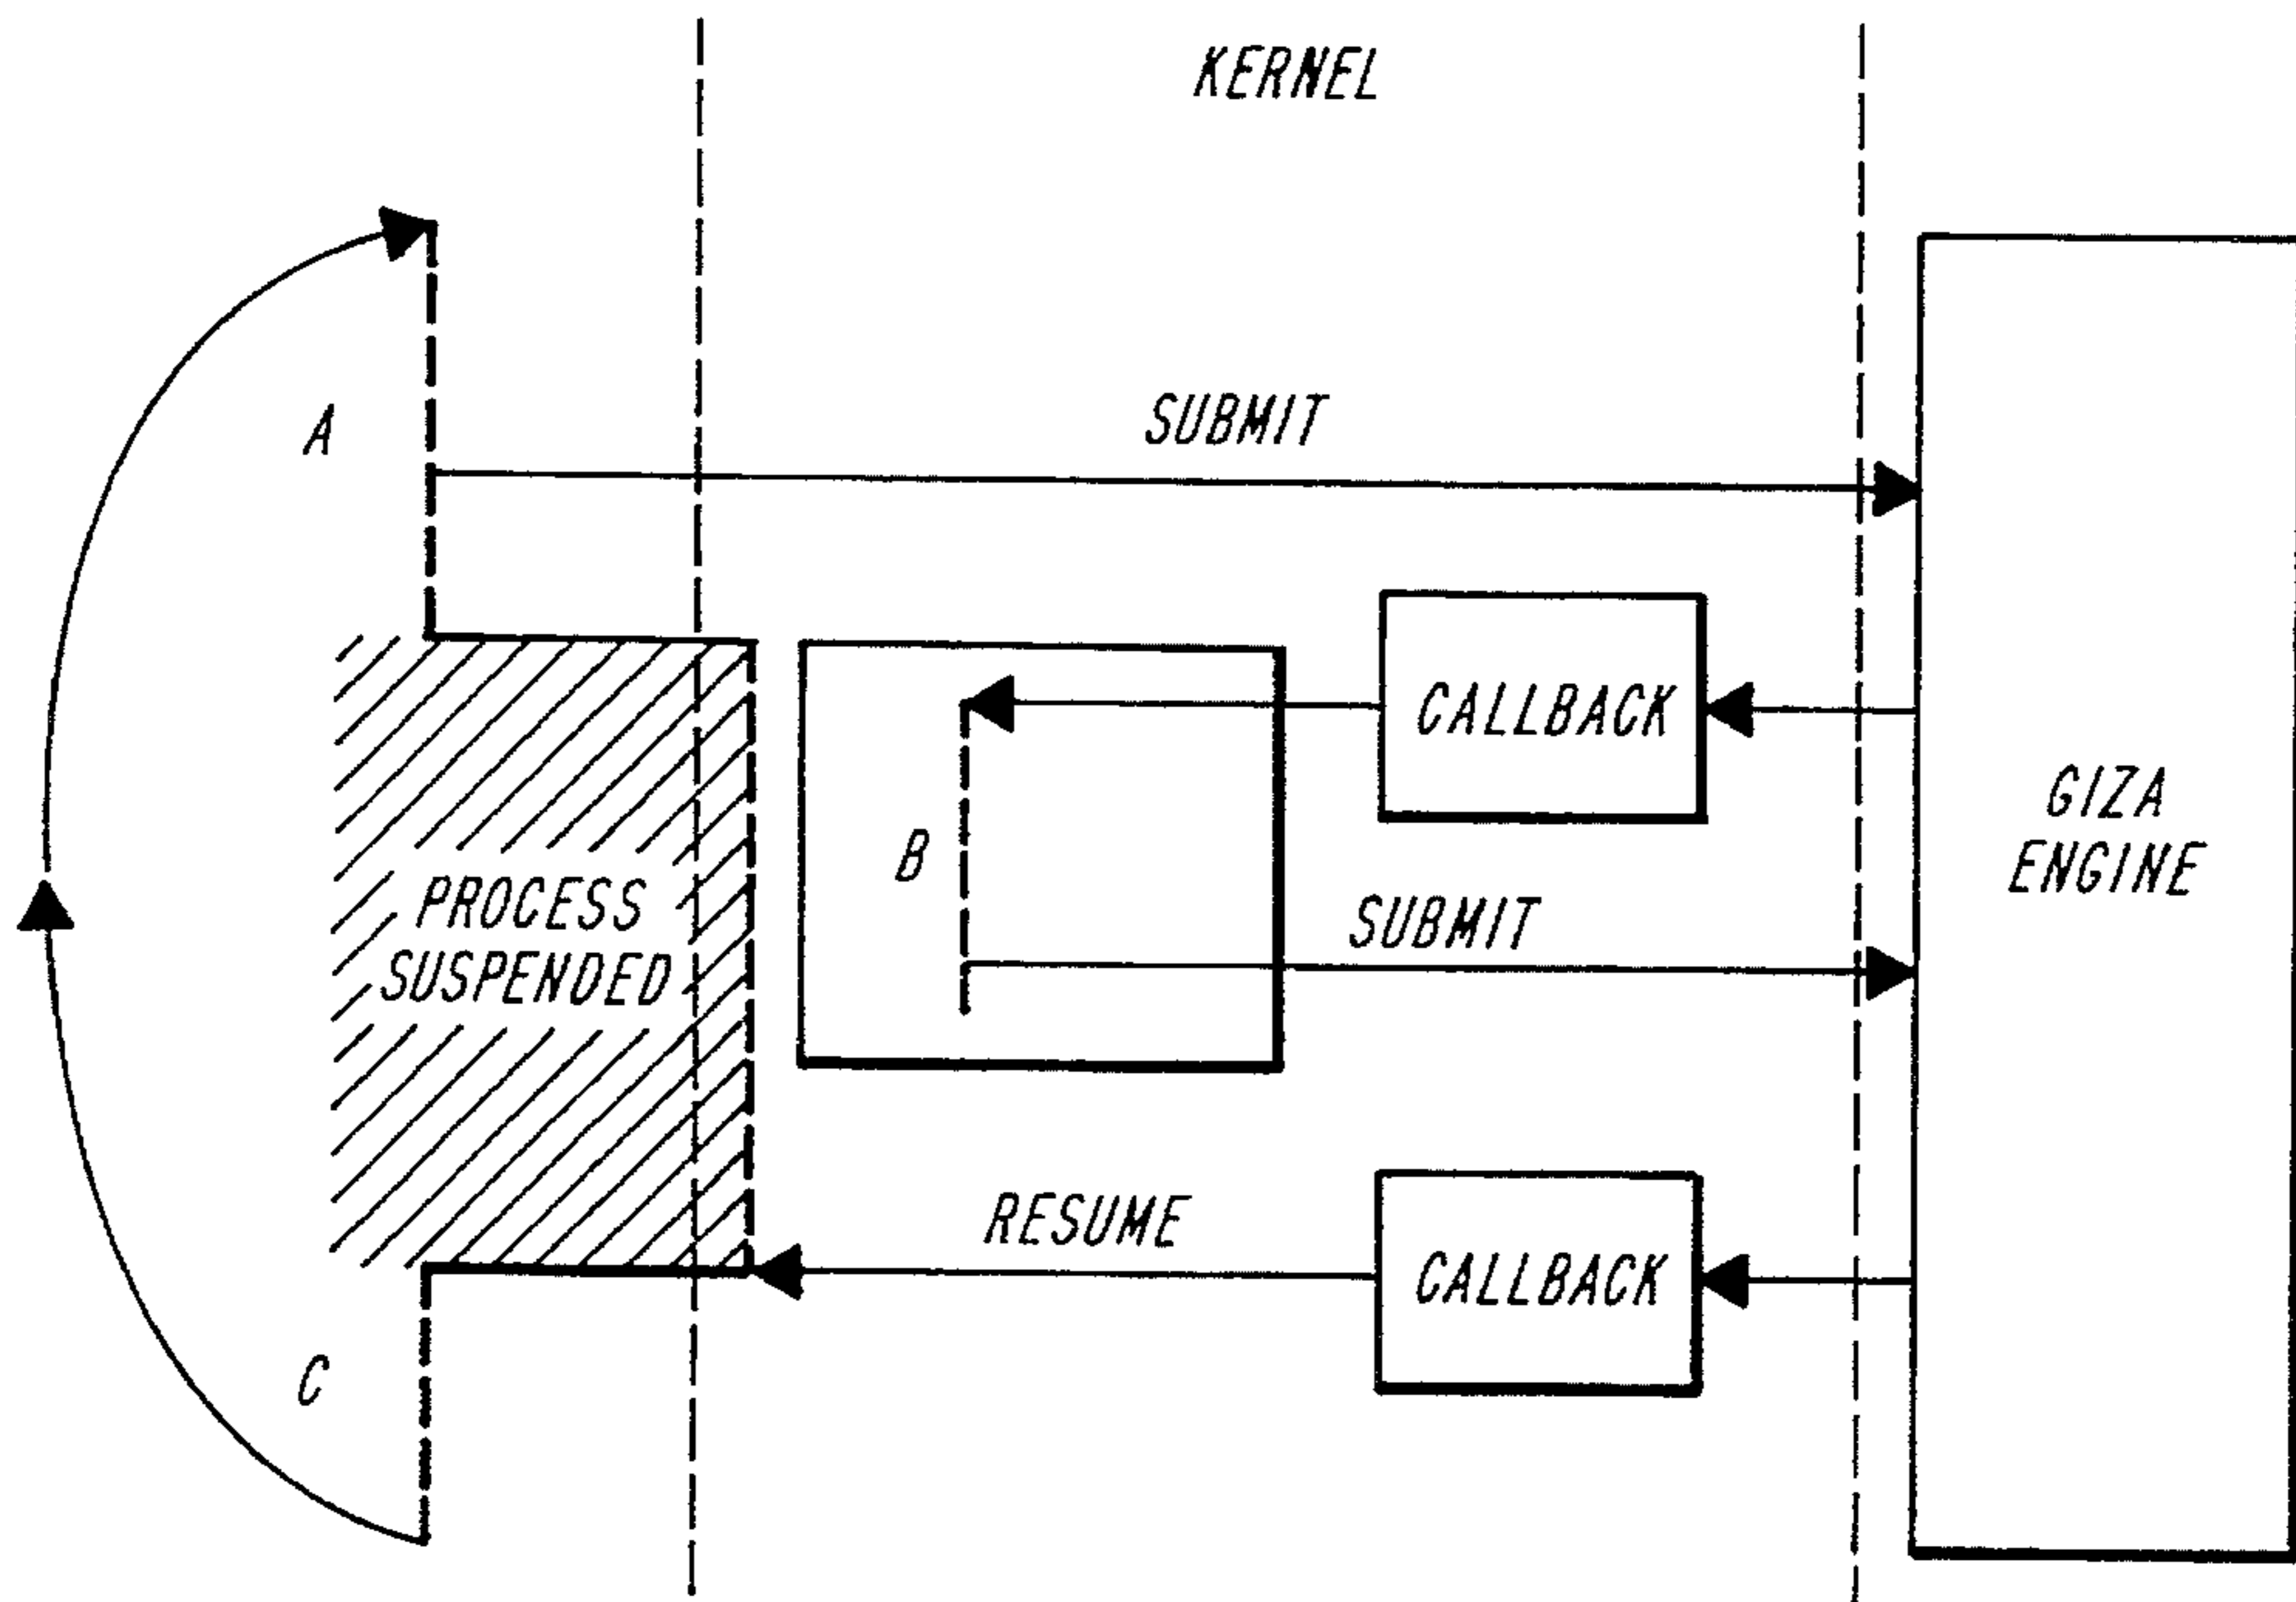 KERNEL
A
SUBMIT
CALLBACK
GIZA
ENGINE
B
PROCESS
SUSPENDED
SUBMIT
RESUME
CALLBACK
C